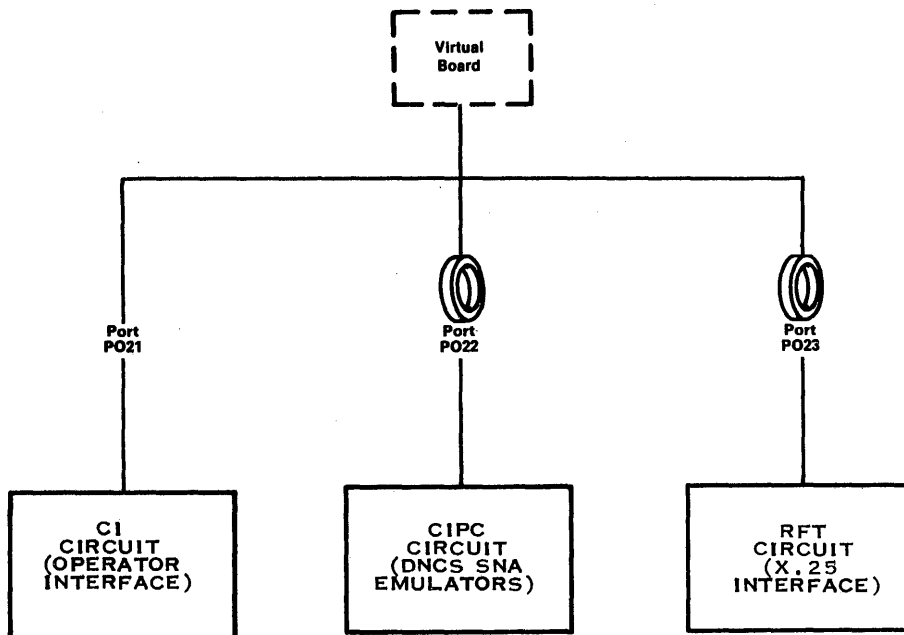 Virtual
Board
Port
PO21
Port
PO22
Port
PO23
CI
CIRCUIT
(OPERATOR
INTERFACE)
CIPC
CIRCUIT
(DNCS SNA
EMULATORS)
RFT
CIRCUIT
(X.25
INTERFACE)